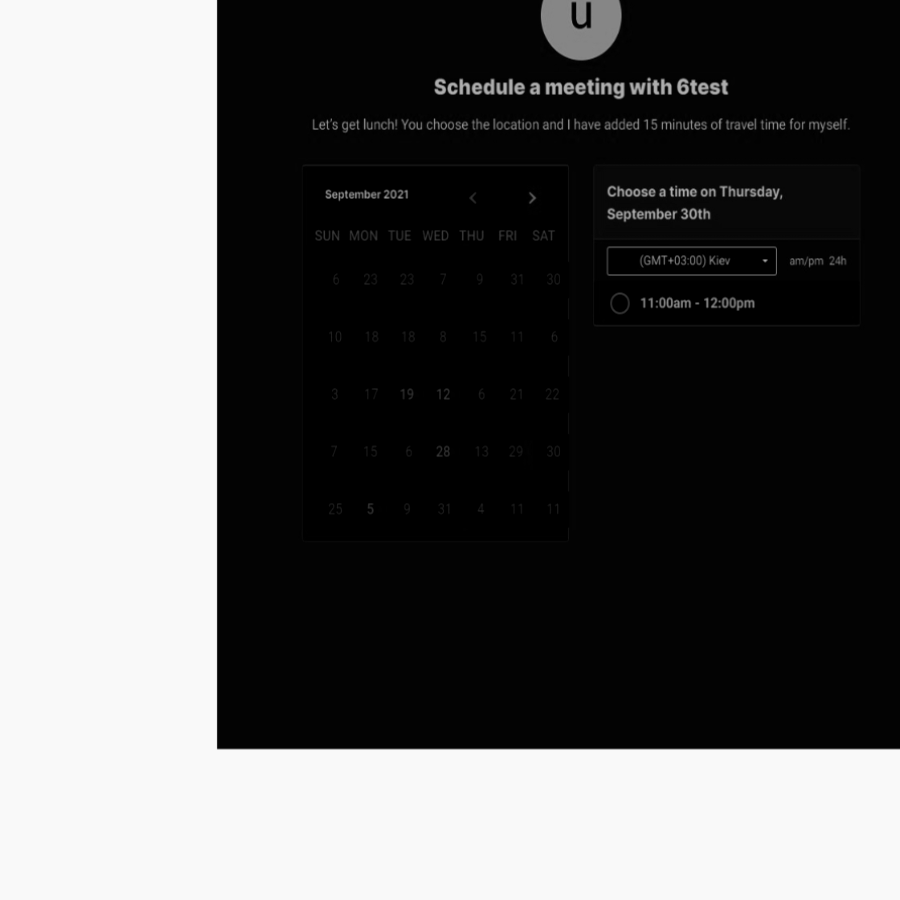 u
Schedule a meeting with 6test
Let's get lunch! You choose the location and I have added 15 minutes of travel time for myself.
September 2021
SUN MON TUE WED THU FRI SAT
6 23 23 7 9 31 30
10 18 18 8 15 11 6
3 17 19 12 6 21 22
7 15 6 28 13 29 30
25 5 9 31 4 11 11
Choose a time on Thursday,
September 30th
(GMT+03:00) Kiev am/pm 24h
11:00am - 12:00pm